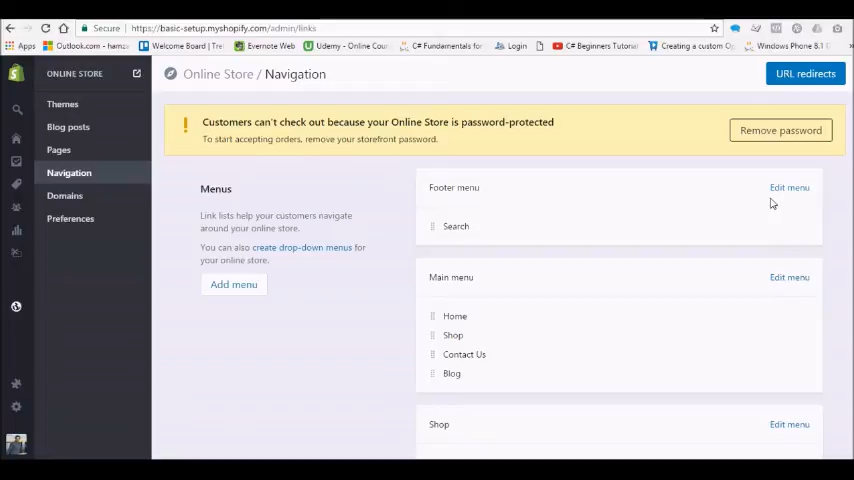 Secure
https://basic-setup.myshopify.com/admin/links
Apps
Outlook.com - hamza
Welcome Board | Trel
Evernote Web
Udemy - Online Cou
C# Fundamentals for
Login
C# Beginners Tutorial
Creating a custom O
Windows Phone 8.1 C
»
ONLINE STORE
Online Store / Navigation
URL redirects
Themes
Blog posts
Pages
Navigation
Domains
Preferences
Customers can't check out because your Online Store is password-protected
To start accepting orders, remove your storefront password.
Remove password
Menus
Link lists help your customers navigate
around your online store.
You can also create drop-down menus for
your online store.
Add menu
Footer menu
Edit menu
Search
Main menu
Edit menu
Home
Shop
Contact Us
Blog
Shop
Edit menu